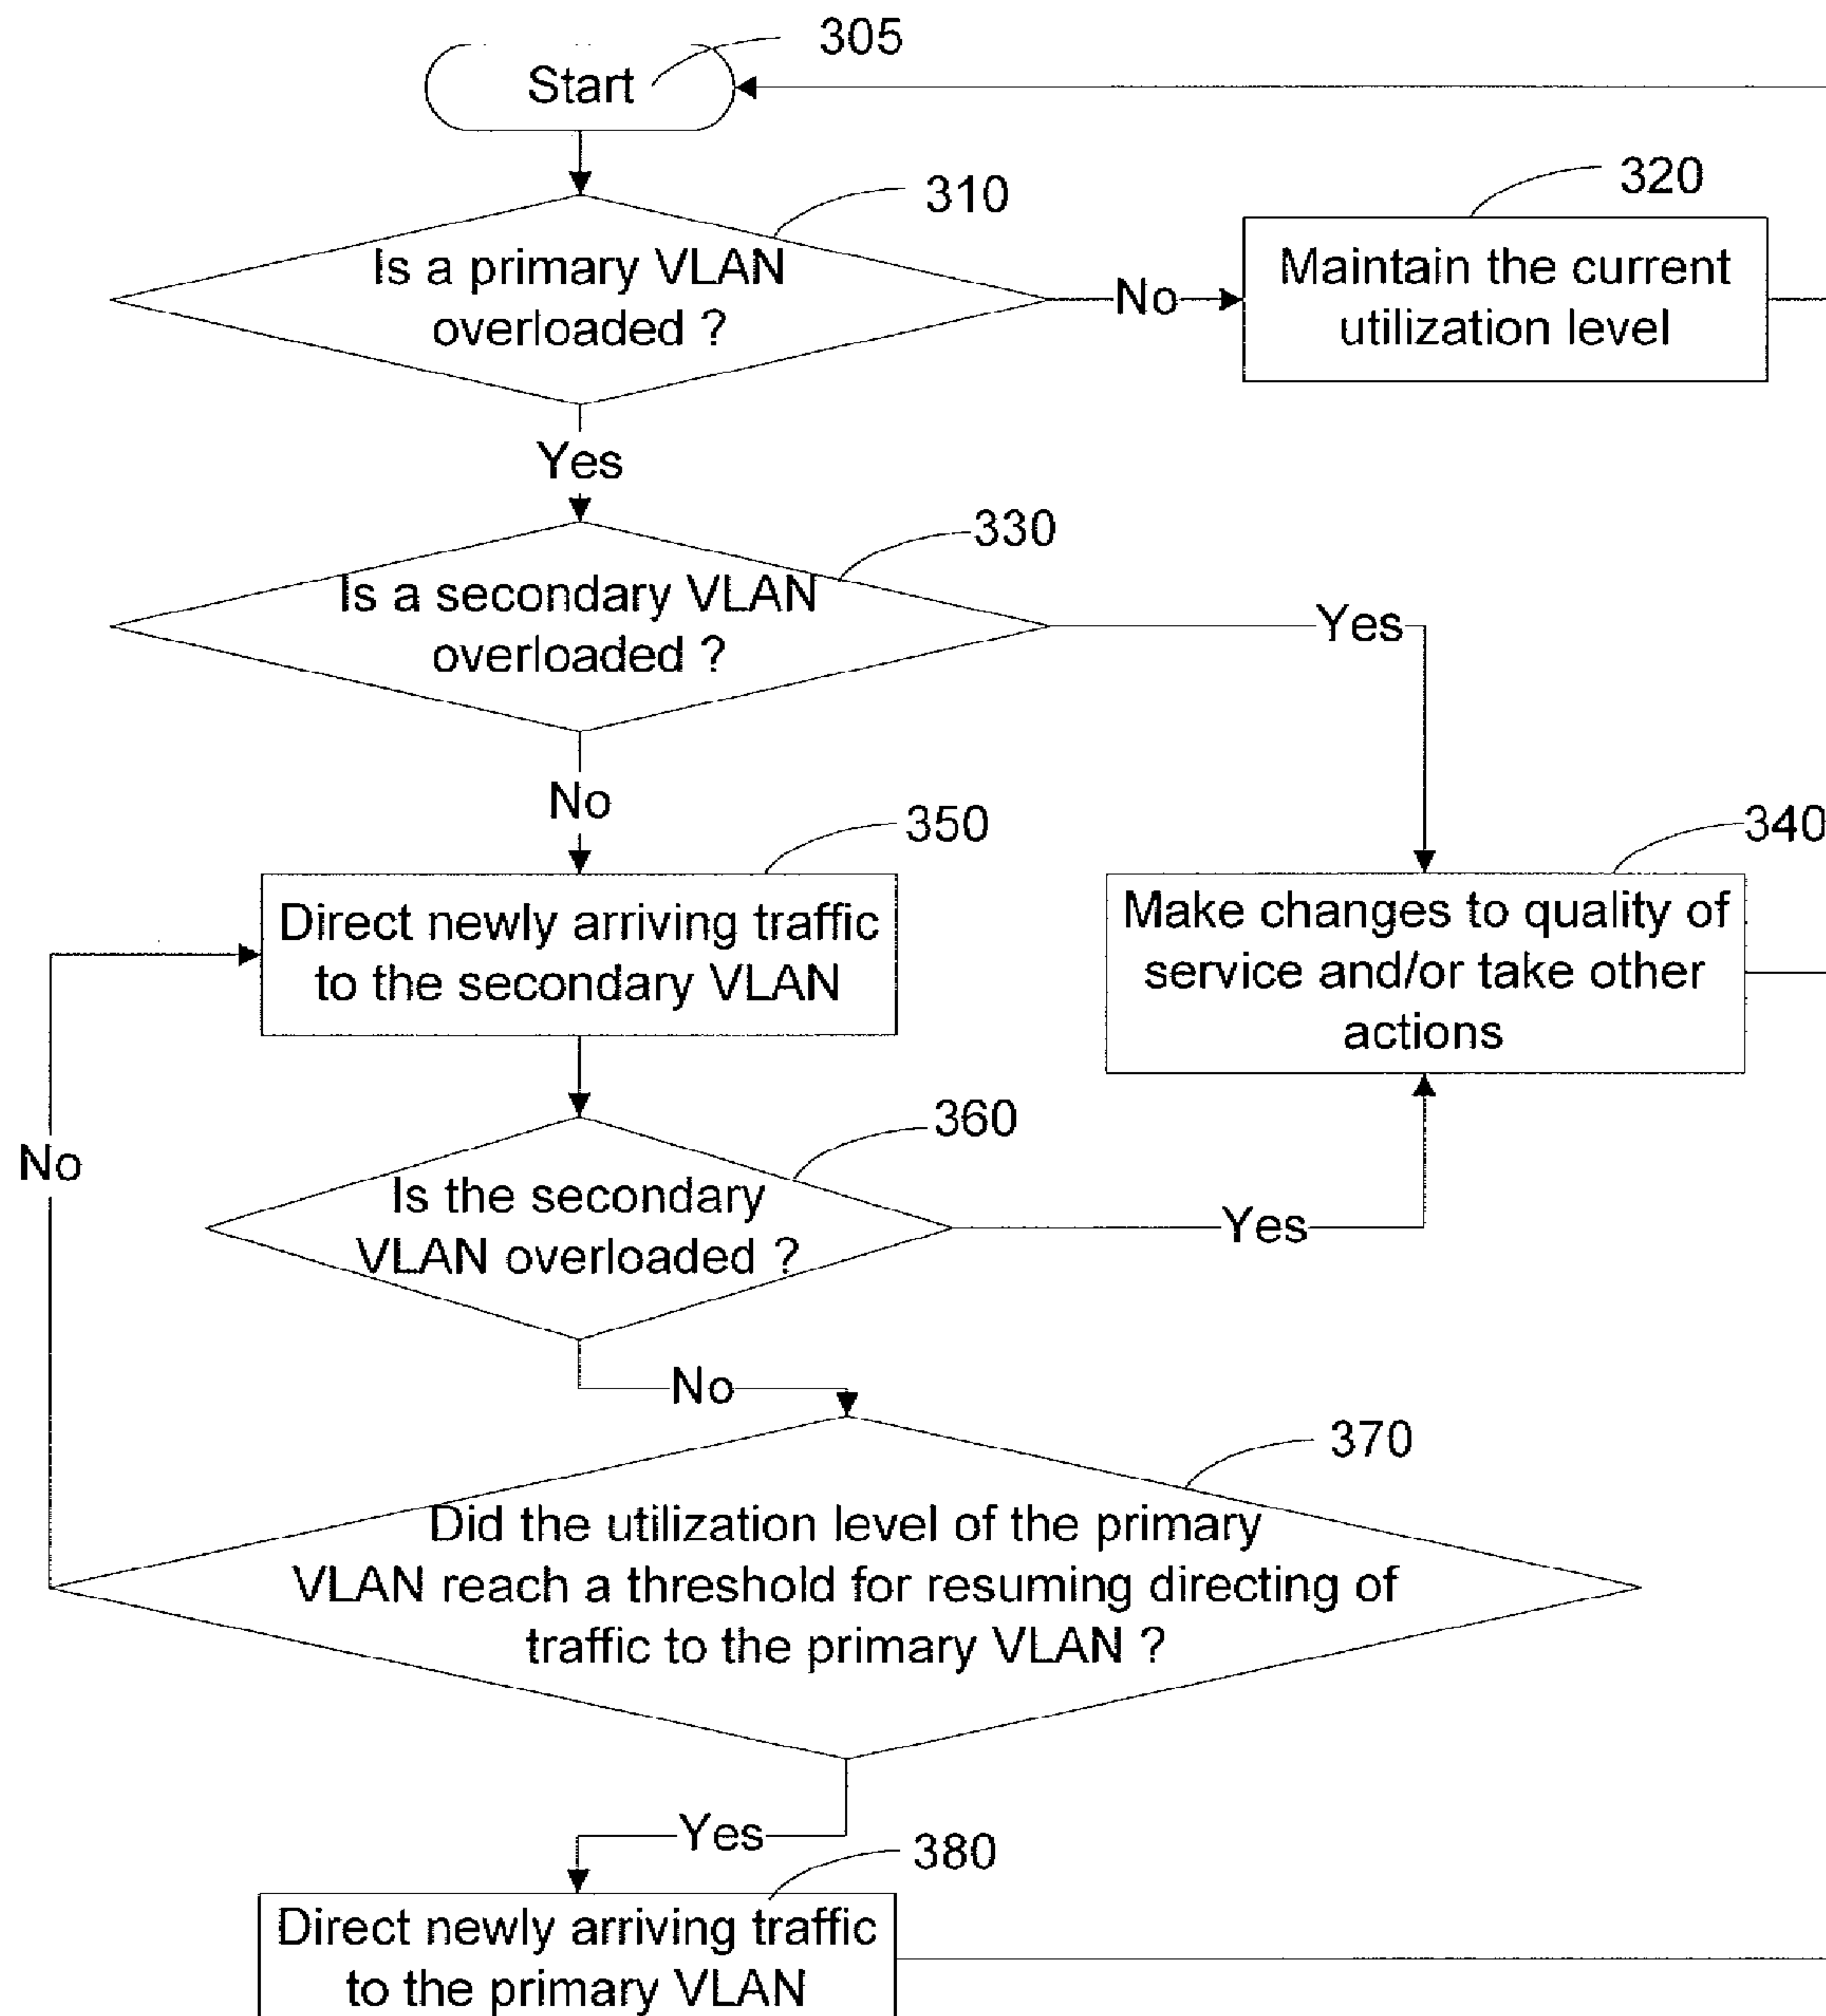 305
Start
310
Is a primary VLAN
overloaded ?
No
320
Maintain the current
utilization level
Yes
330
Is a secondary VLAN
overloaded ?
Yes
No
350
Direct newly arriving traffic
to the secondary VLAN
340
Make changes to quality of
service and/or take other
actions
360
Is the secondary
VLAN overloaded ?
Yes
No
No
370
Did the utilization level of the primary
VLAN reach a threshold for resuming directing of
traffic to the primary VLAN ?
Yes
380
Direct newly arriving traffic
to the primary VLAN